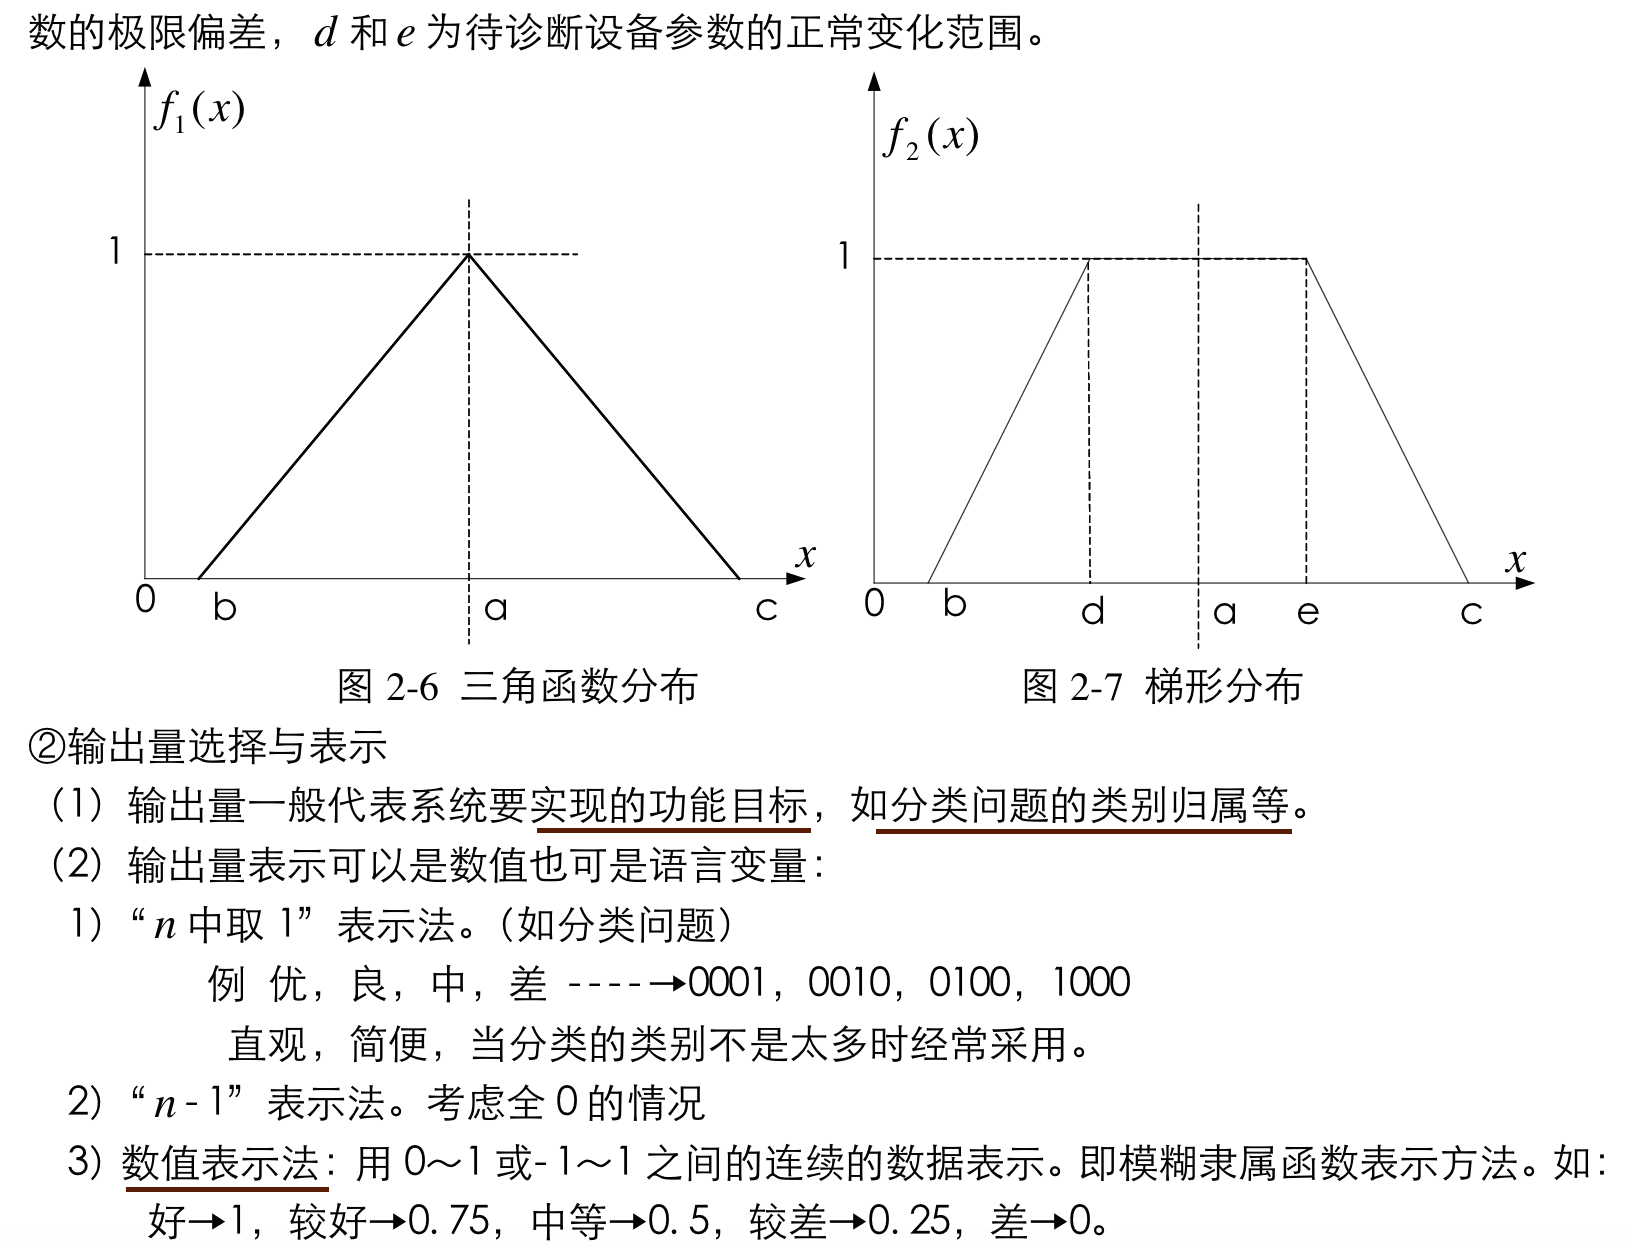 数的极限偏差，d 和 e 为待诊断设备参数的正常变化范围。
f₁(x)
1
0 b a c x
f₂(x)
1
0 b d a e c x
图 2-6 三角函数分布
图 2-7 梯形分布
②输出量选择与表示
（1）输出量一般代表系统要实现的功能目标，如分类问题的类别归属等。
（2）输出量表示可以是数值也可是语言变量：
1）“n 中取 1”表示法。（如分类问题）
例 优，良，中，差 ----→0001，0010，0100，1000
直观，简便，当分类的类别不是太多时经常采用。
2）“n - 1”表示法。考虑全 0 的情况
3）数值表示法：用 0～1 或- 1～1 之间的连续的数据表示。即模糊隶属函数表示方法。如：
好→1，较好→0. 75，中等→0. 5，较差→0. 25，差→0。